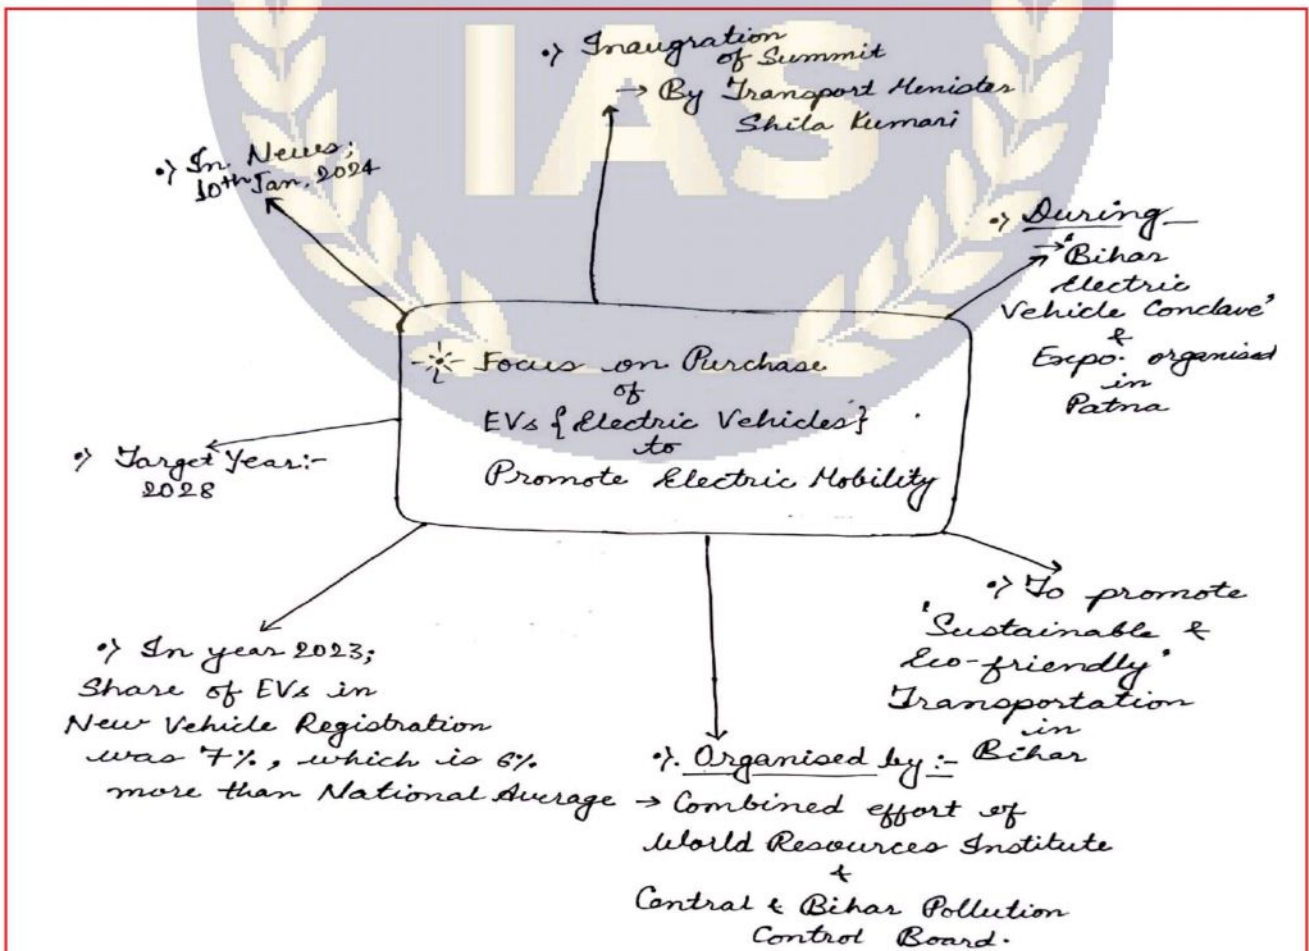 IAS
•} Inaugration
of Summit
→ By Transport Menister
Shila Kumari
•} In News;
10th Jan, 2024
•} During –
→ 'Bihar
Electric
Vehicle Conclave'
&
Expo. organised
in
Patna
Focus on Purchase
of
EVs {Electric Vehicles}
to
Promote Electric Mobility
•} Target Year:-
2028
•} In year 2023;
Share of EVs in
New Vehicle Registration
was 7%, which is 6%
more than National Average
•} To promote
'Sustainable &
Eco-friendly'
Transportation
in
Bihar
•}. Organised by :-
→ Combined effort of
World Resources Institute
&
Central & Bihar Pollution
Control Board.